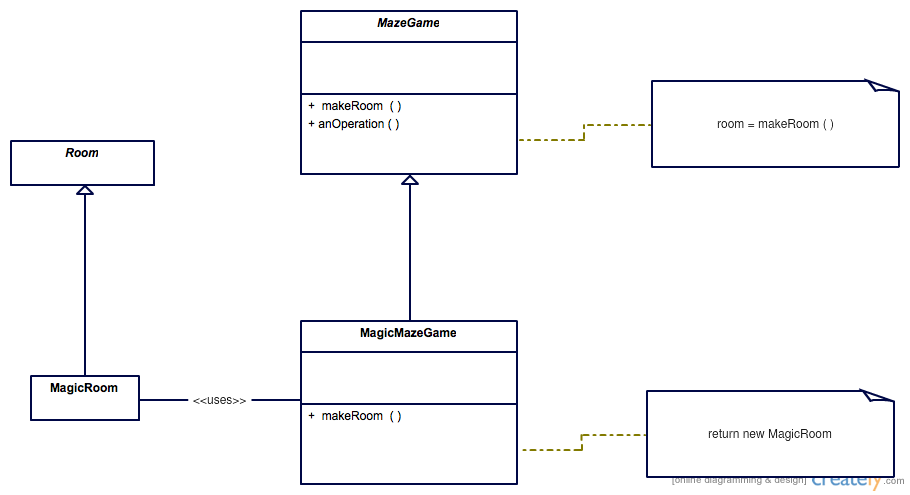 MazeGame
+ makeRoom ( )
+ anOperation ( )
room = makeRoom ( )
Room
MagicMazeGame
+ makeRoom ( )
MagicRoom
<<uses>>
return new MagicRoom
[online diagramming & design] creately.com